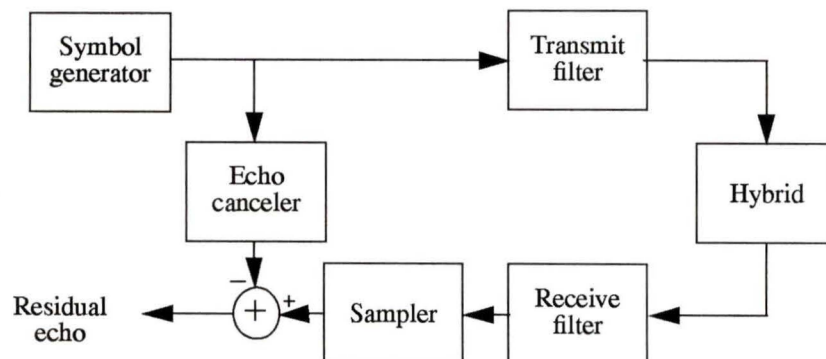 Symbol
generator
Transmit
filter
Echo
canceler
Hybrid
−
+
+
Residual
echo
Sampler
Receive
filter